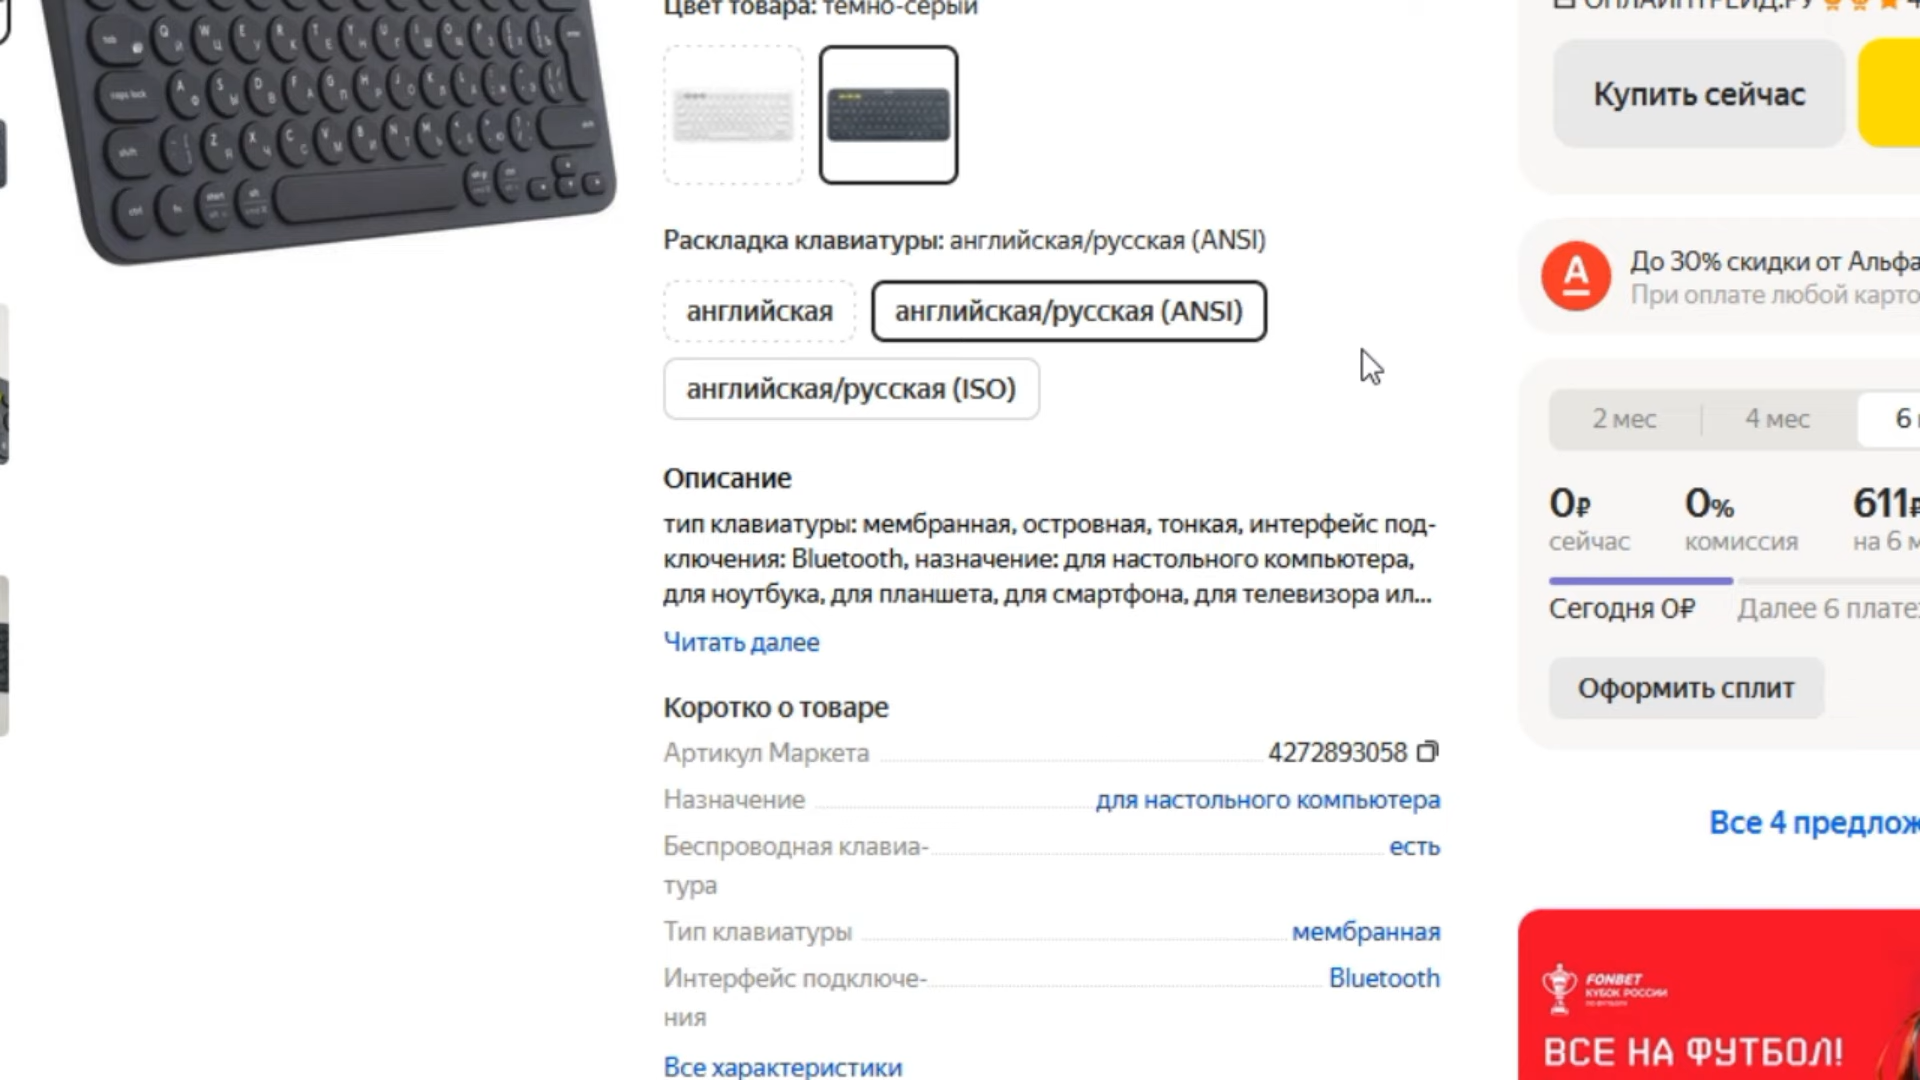 Цвет товара: темно-серый
ОНЛАЙНТРЕЙД.РУ
Купить сейчас
Раскладка клавиатуры: английская/русская (ANSI)
английская
английская/русская (ANSI)
английская/русская (ISO)
До 30% скидки от Альфа
При оплате любой карто
2 мес
4 мес
6
0₽
0%
611₽
сейчас
комиссия
на 6 м
Сегодня 0₽
Далее 6 плате
Оформить сплит
Все 4 предлож
Описание
тип клавиатуры: мембранная, островная, тонкая, интерфейс под-
ключения: Bluetooth, назначение: для настольного компьютера,
для ноутбука, для планшета, для смартфона, для телевизора ил...
Читать далее
Коротко о товаре
Артикул Маркета 4272893058
Назначение для настольного компьютера
Беспроводная клавиа-
тура
есть
Тип клавиатуры мембранная
Интерфейс подключе-
ния
Bluetooth
Все характеристики
FONBET
КУБОК РОССИИ
ВСЕ НА ФУТБОЛ!